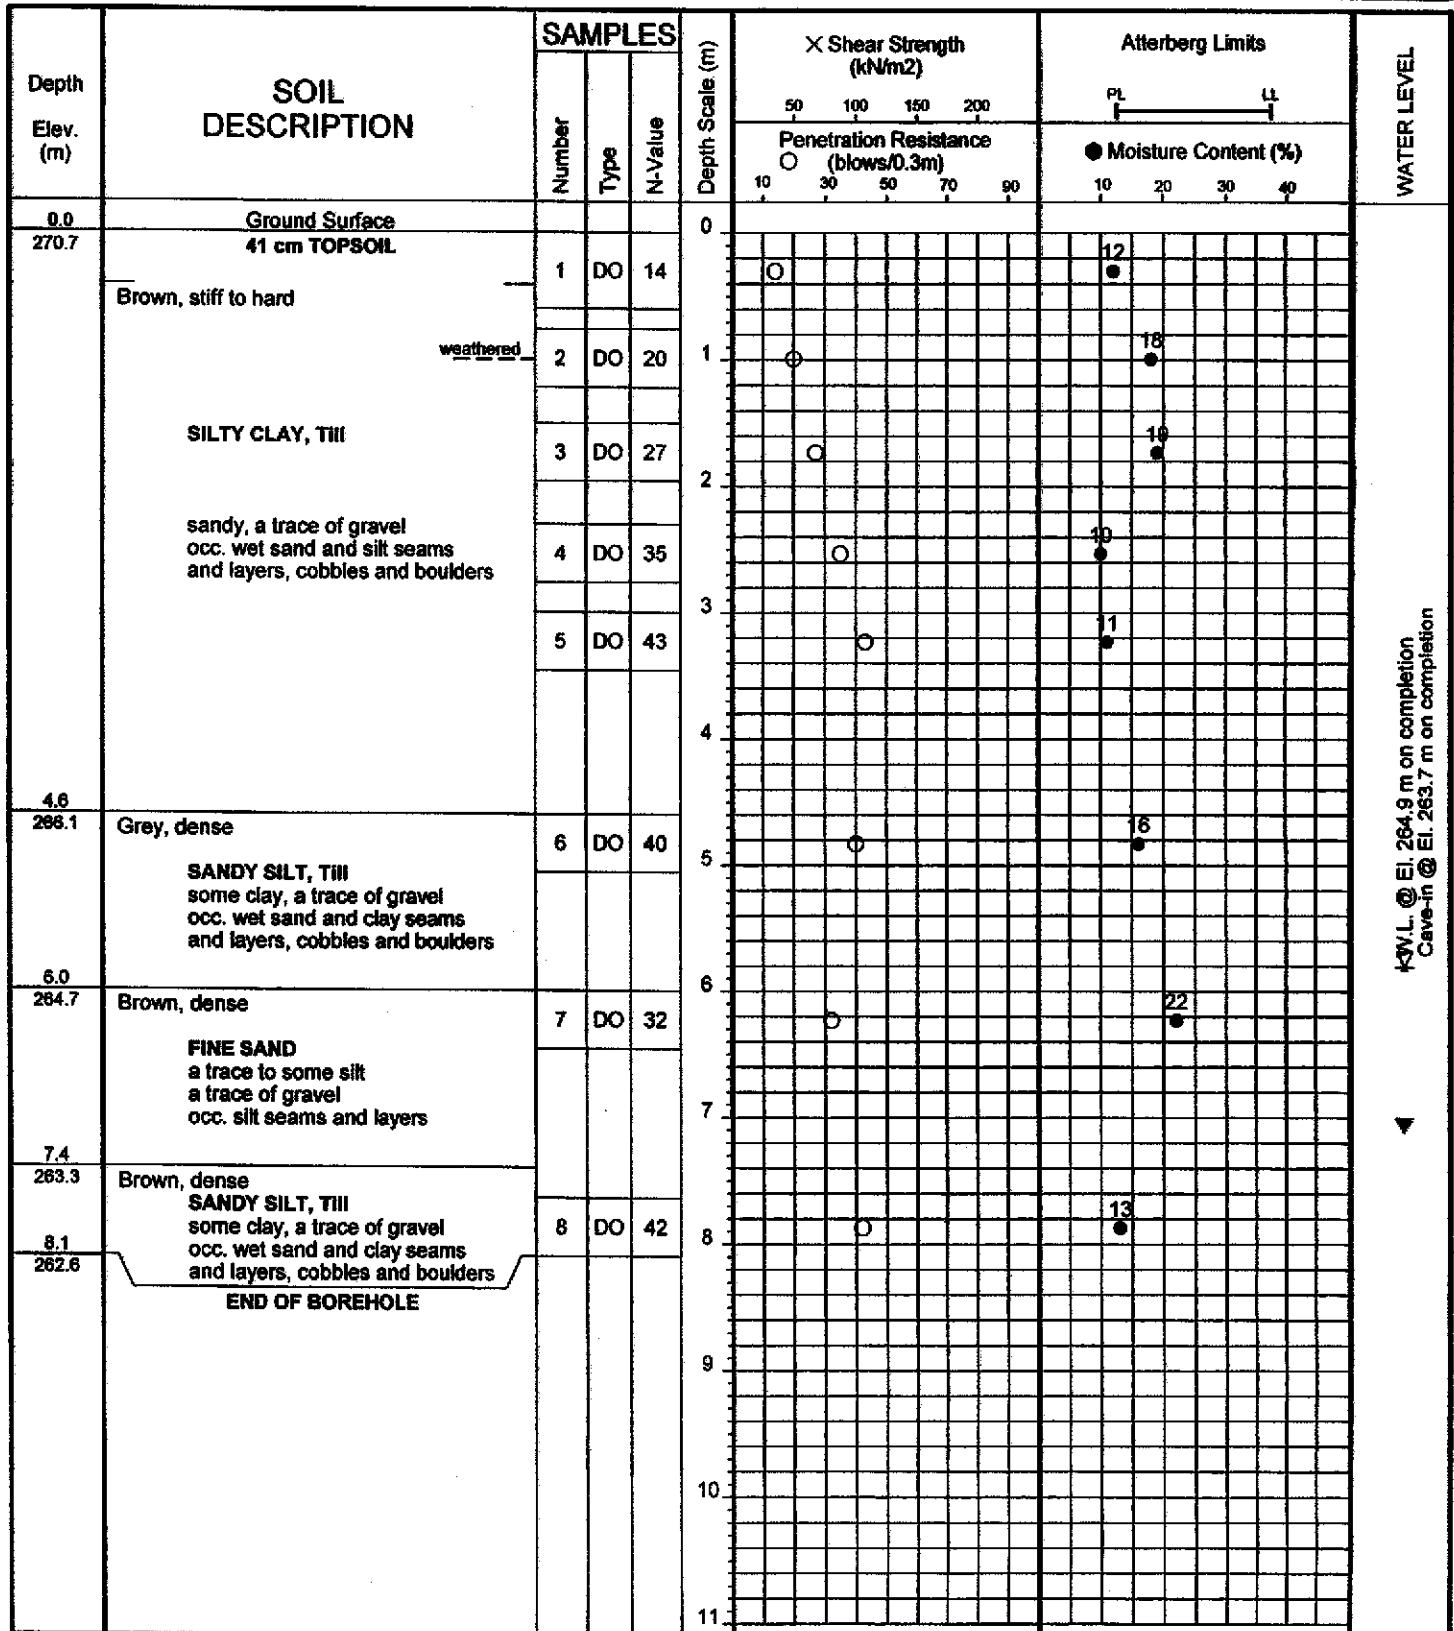 Depth
Elev.
(m)
SOIL
DESCRIPTION
SAMPLES
Number
Type
N-Value
Depth Scale (m)
× Shear Strength
(kN/m2)
50 100 150 200
Penetration Resistance
○ (blows/0.3m)
10 30 50 70 90
Atterberg Limits
PL LL
● Moisture Content (%)
10 20 30 40
WATER LEVEL
0.0 Ground Surface 0
270.7 41 cm TOPSOIL
12
1 DO 14
Brown, stiff to hard
weathered
18
2 DO 20 1
SILTY CLAY, Till
19
3 DO 27
2
sandy, a trace of gravel
occ. wet sand and silt seams
and layers, cobbles and boulders
10
4 DO 35
3
11
5 DO 43
4
4.6
266.1 Grey, dense
16
6 DO 40
5
SANDY SILT, Till
some clay, a trace of gravel
occ. wet sand and clay seams
and layers, cobbles and boulders
6.0 6
264.7 Brown, dense
22
7 DO 32
FINE SAND
a trace to some silt
a trace of gravel
occ. silt seams and layers
7
7.4
263.3 Brown, dense
SANDY SILT, Till
some clay, a trace of gravel
occ. wet sand and clay seams
and layers, cobbles and boulders
13
8 DO 42
8
8.1
262.6
END OF BOREHOLE
9
10
11
W.L. @ El. 264.9 m on completion
Cave-in @ El. 263.7 m on completion